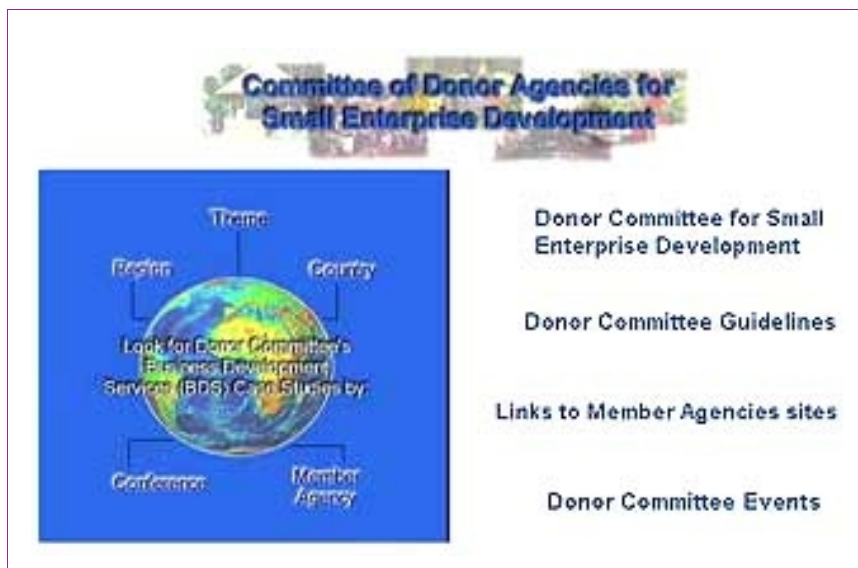 Committee of Donor Agencies for
Small Enterprise Development
Theme
Region
Country
Look for Donor Committee's
Business Development
Services (BDS) Case Studies by:
Conference
Member
Agency
Donor Committee for Small
Enterprise Development
Donor Committee Guidelines
Links to Member Agencies sites
Donor Committee Events